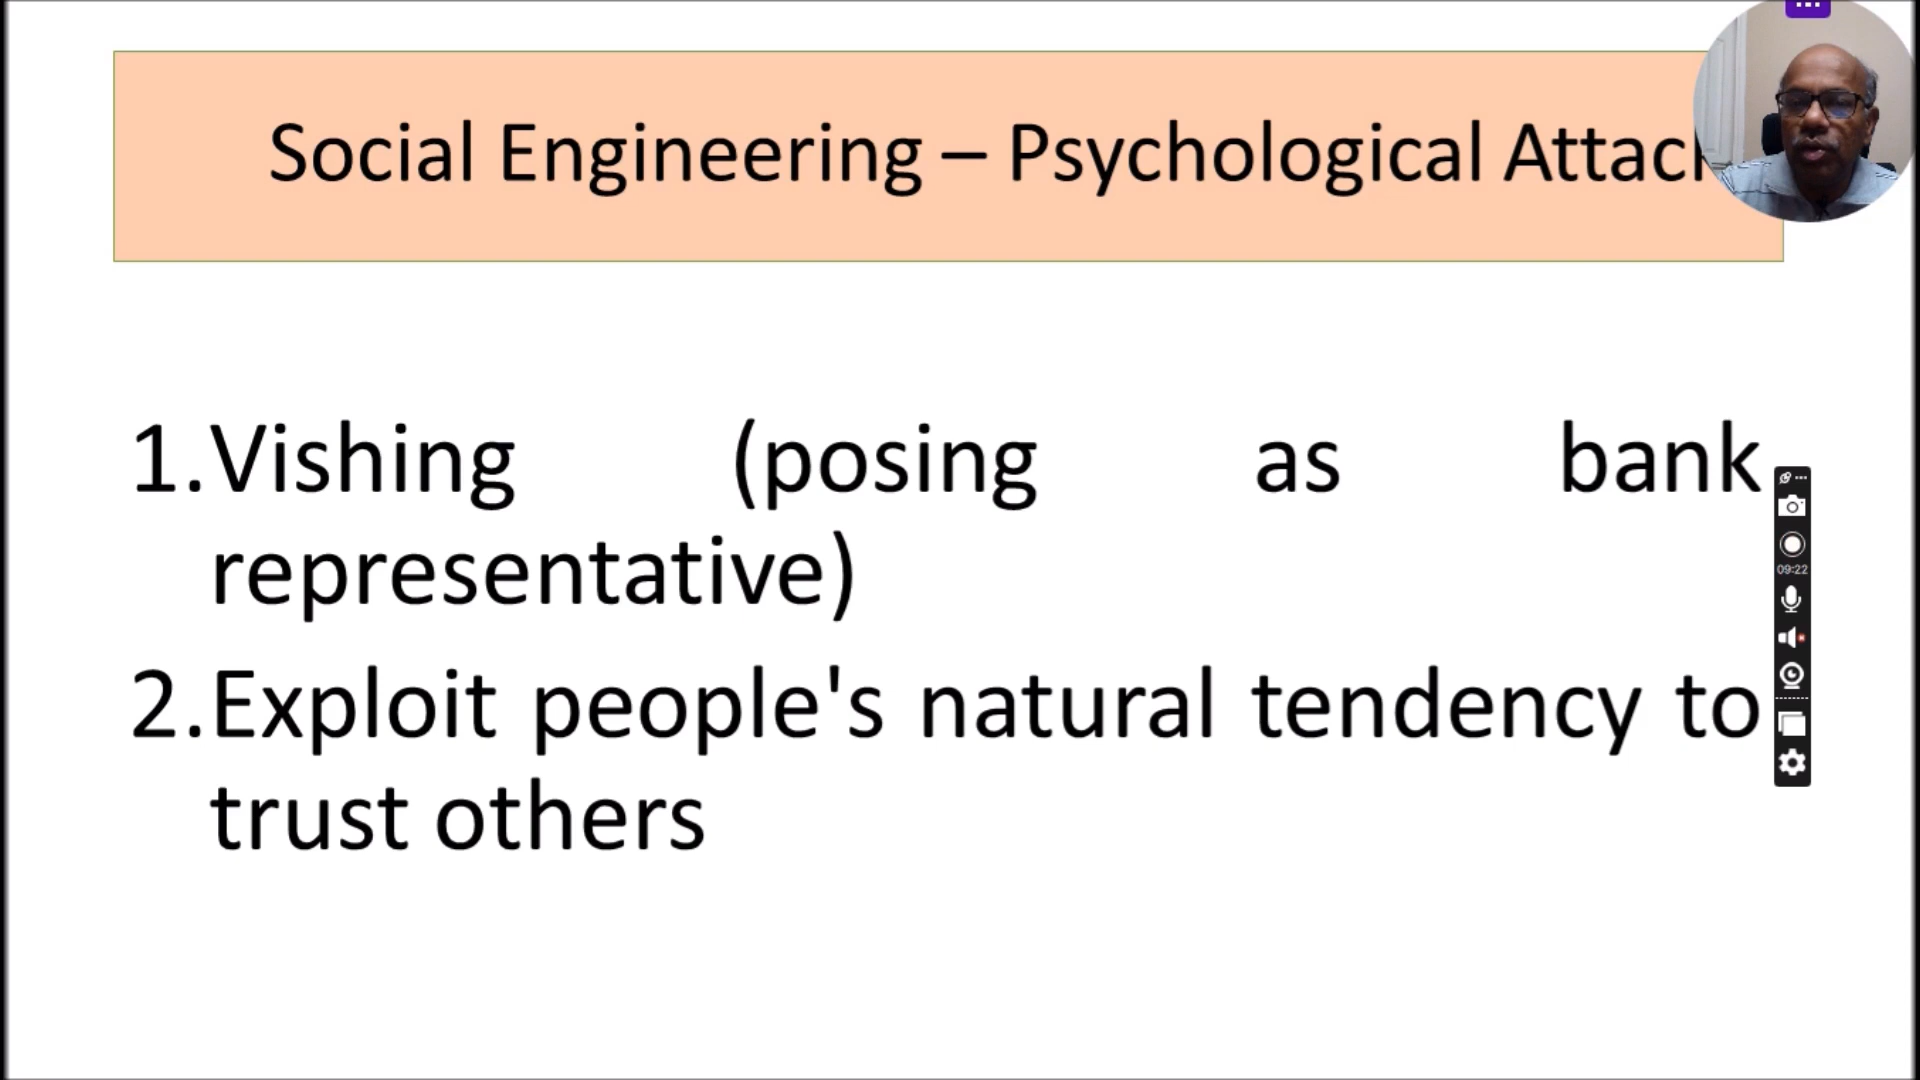 Social Engineering – Psychological Attack
1.Vishing (posing as bank
representative)
2.Exploit people's natural tendency to
trust others
09:22